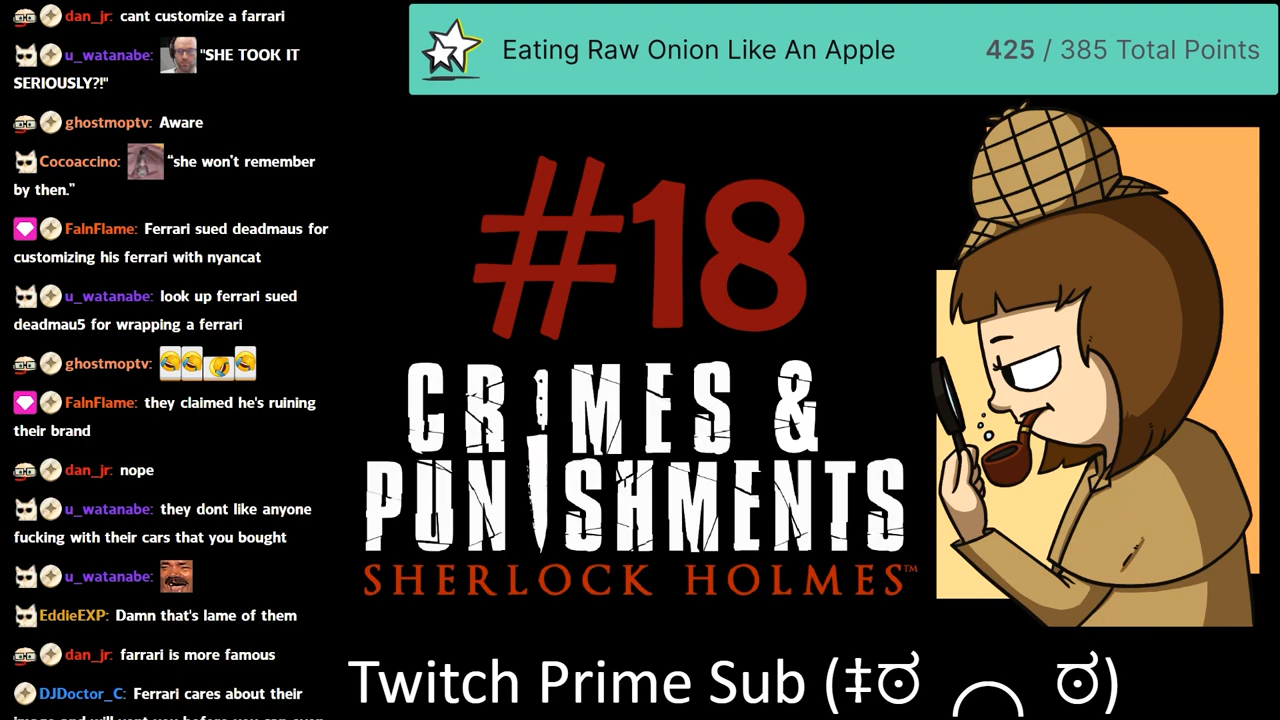 dan_jr: cant customize a farrari
u_watanabe: "SHE TOOK IT
SERIOUSLY?!"
ghostmoptv: Aware
Cocoaccino: “she won’t remember
by then.”
FalnFlame: Ferrari sued deadmaus for
customizing his ferrari with nyancat
u_watanabe: look up ferrari sued
deadmau5 for wrapping a ferrari
ghostmoptv:
FalnFlame: they claimed he's ruining
their brand
dan_jr: nope
u_watanabe: they dont like anyone
fucking with their cars that you bought
u_watanabe:
EddieEXP: Damn that's lame of them
dan_jr: farrari is more famous
DJDoctor_C: Ferrari cares about their
Eating Raw Onion Like An Apple 425 / 385 Total Points
#18
CRIMES &
PUNISHMENTS
SHERLOCK HOLMES™
Twitch Prime Sub (‡ಠ ⁔ ಠ)